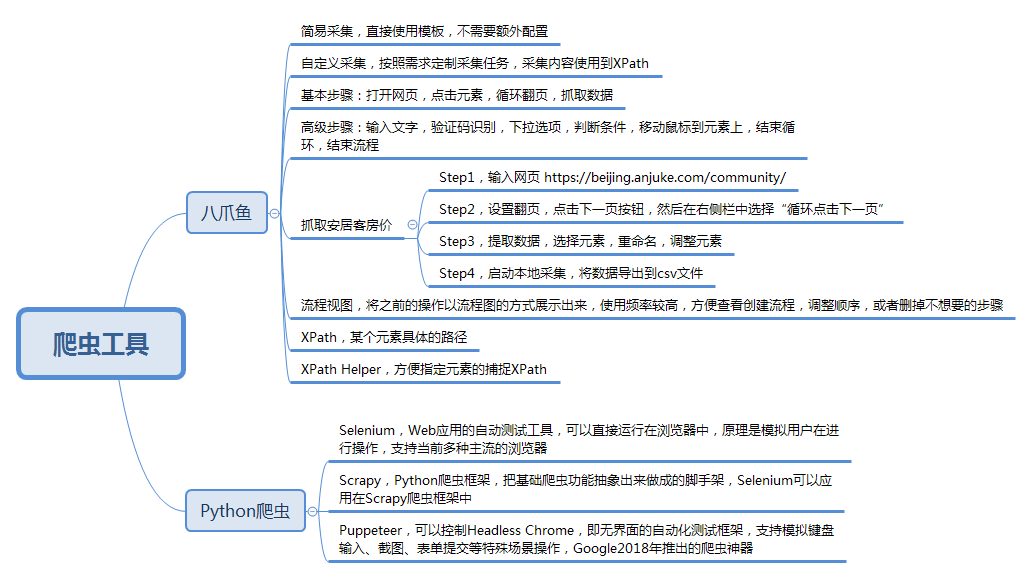 简易采集，直接使用模板，不需要额外配置
自定义采集，按照需求定制采集任务，采集内容使用到XPath
基本步骤：打开网页，点击元素，循环翻页，抓取数据
高级步骤：输入文字，验证码识别，下拉选项，判断条件，移动鼠标到元素上，结束循
环，结束流程
八爪鱼
抓取安居客房价
Step1，输入网页 https://beijing.anjuke.com/community/
Step2，设置翻页，点击下一页按钮，然后在右侧栏中选择“循环点击下一页”
Step3，提取数据，选择元素，重命名，调整元素
Step4，启动本地采集，将数据导出到csv文件
流程视图，将之前的操作以流程图的方式展示出来，使用频率较高，方便查看创建流程，调整顺序，或者删掉不想要的步骤
XPath，某个元素具体的路径
XPath Helper，方便指定元素的捕捉XPath
爬虫工具
Python爬虫
Selenium，Web应用的自动测试工具，可以直接运行在浏览器中，原理是模拟用户在进
行操作，支持当前多种主流的浏览器
Scrapy，Python爬虫框架，把基础爬虫功能抽象出来做成的脚手架，Selenium可以应
用在Scrapy爬虫框架中
Puppeteer，可以控制Headless Chrome，即无界面的自动化测试框架，支持模拟键盘
输入、截图、表单提交等特殊场景操作，Google2018年推出的爬虫神器